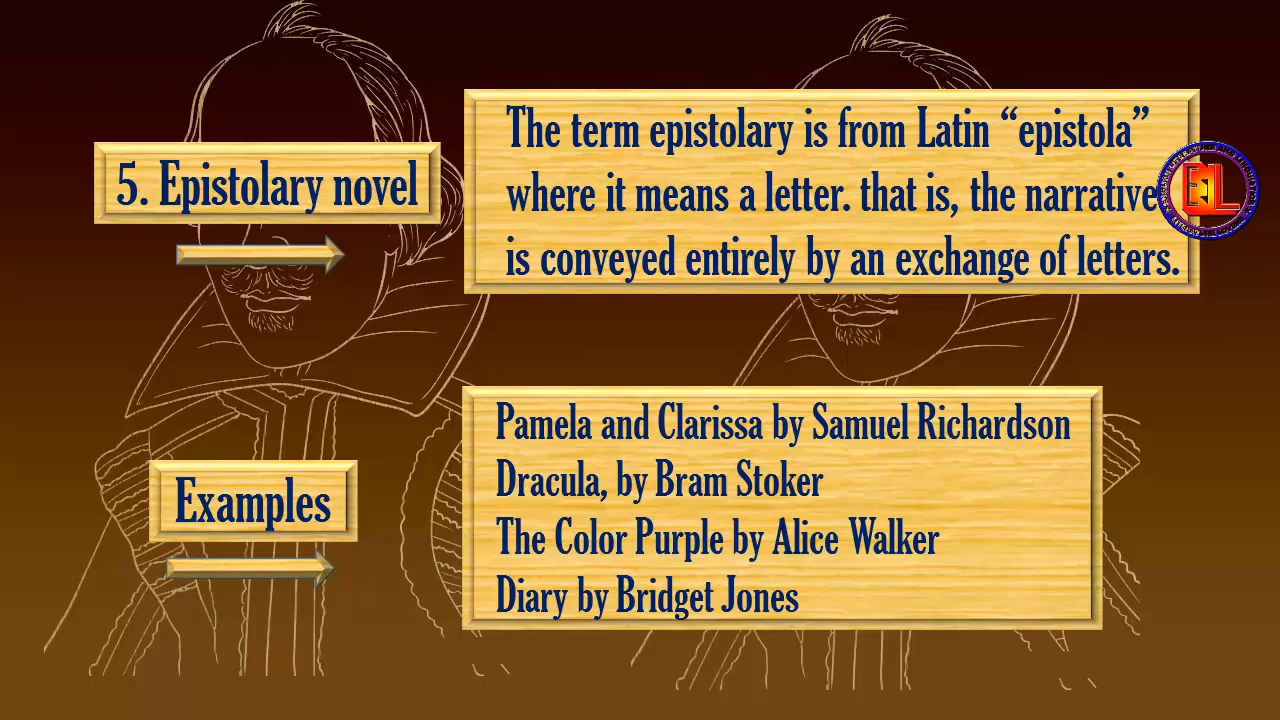 5. Epistolary novel
The term epistolary is from Latin “epistola”
where it means a letter. that is, the narrative
is conveyed entirely by an exchange of letters.
Examples
Pamela and Clarissa by Samuel Richardson
Dracula, by Bram Stoker
The Color Purple by Alice Walker
Diary by Bridget Jones